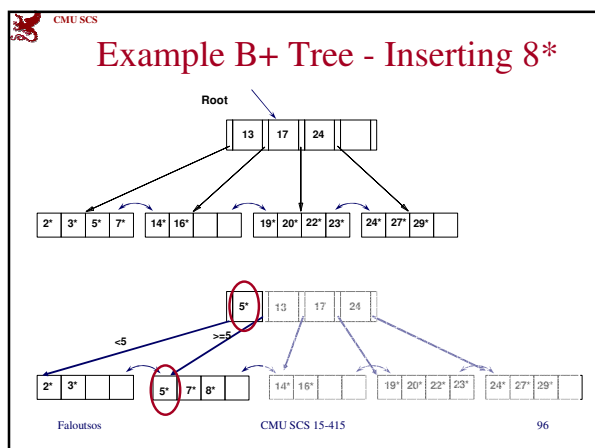 CMU SCS
Example B+ Tree - Inserting 8*
Root
13 17 24
2* 3* 5* 7* 14* 16* 19* 20* 22* 23* 24* 27* 29*
5* 13 17 24
<5 >=5
2* 3* 5* 7* 8* 14* 16* 19* 20* 22* 23* 24* 27* 29*
Faloutsos CMU SCS 15-415 96